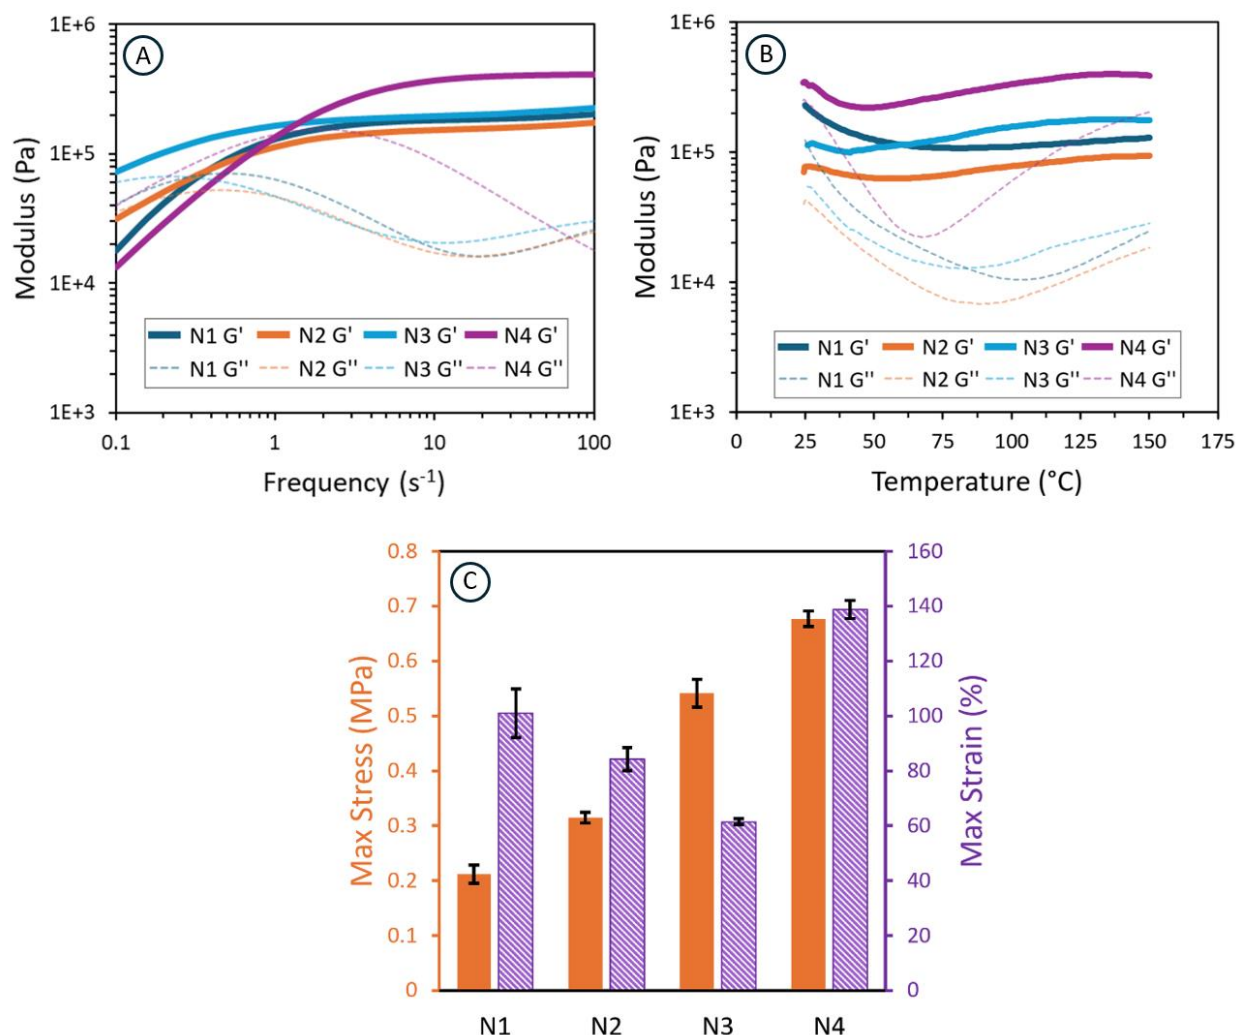 A
1E+6
1E+5
1E+4
1E+3
Modulus (Pa)
N1 G' N2 G' N3 G' N4 G'
N1 G'' N2 G'' N3 G'' N4 G''
0.1 1 10 100
Frequency (s⁻¹)
B
1E+6
1E+5
1E+4
1E+3
Modulus (Pa)
N1 G' N2 G' N3 G' N4 G'
N1 G'' N2 G'' N3 G'' N4 G''
0 25 50 75 100 125 150 175
Temperature (°C)
C
0.8
0.7
0.6
0.5
0.4
0.3
0.2
0.1
0
Max Stress (MPa)
160
140
120
100
80
60
40
20
0
Max Strain (%)
N1 N2 N3 N4